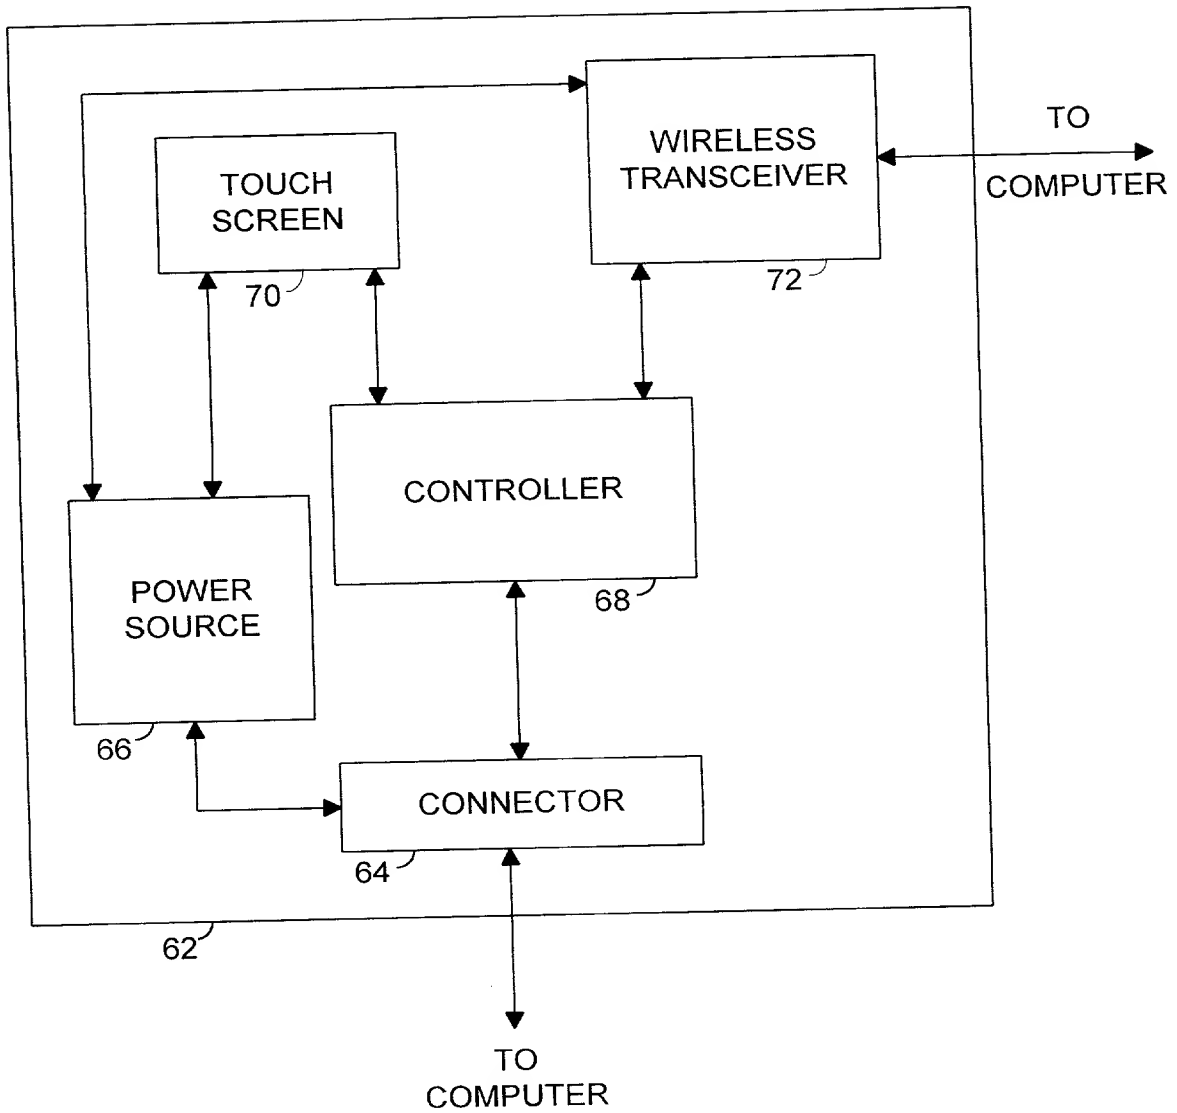 WIRELESS
TRANSCEIVER
72
TO
COMPUTER
TOUCH
SCREEN
70
CONTROLLER
68
POWER
SOURCE
66
CONNECTOR
64
62
TO
COMPUTER